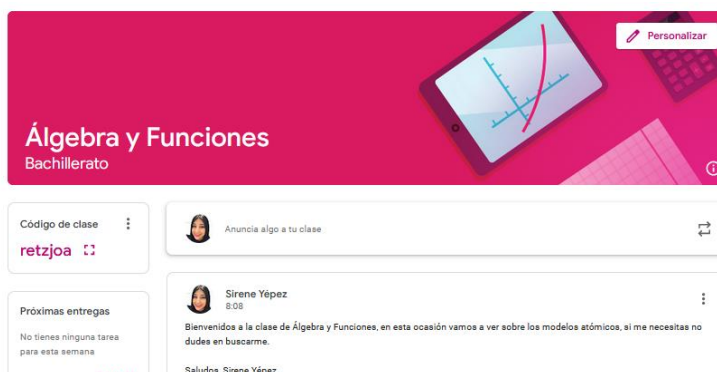 Personalizar
Álgebra y Funciones
Bachillerato
Código de clase
retzjoa
Anuncia algo a tu clase
Próximas entregas
No tienes ninguna tarea
para esta semana
Sirene Yépez
8:08
Bienvenidos a la clase de Álgebra y Funciones, en esta ocasión vamos a ver sobre los modelos atómicos, si me necesitas no
dudes en buscarme.
Saludos, Sirene Yépez